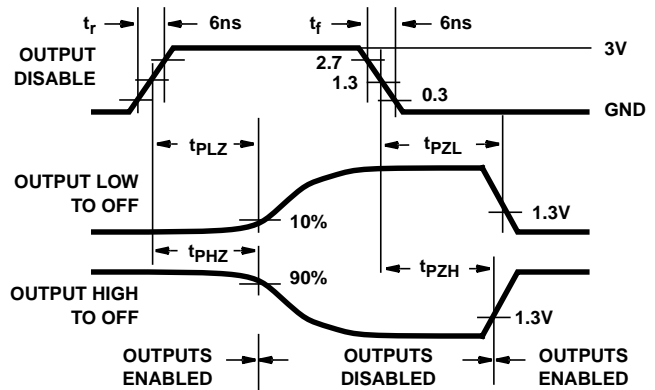 tr
6ns
tf
6ns
OUTPUT
DISABLE
2.7
1.3
0.3
3V
GND
tPLZ
tPZL
OUTPUT LOW
TO OFF
10%
1.3V
tPHZ
tPZH
OUTPUT HIGH
TO OFF
90%
1.3V
OUTPUTS
ENABLED
OUTPUTS
DISABLED
OUTPUTS
ENABLED